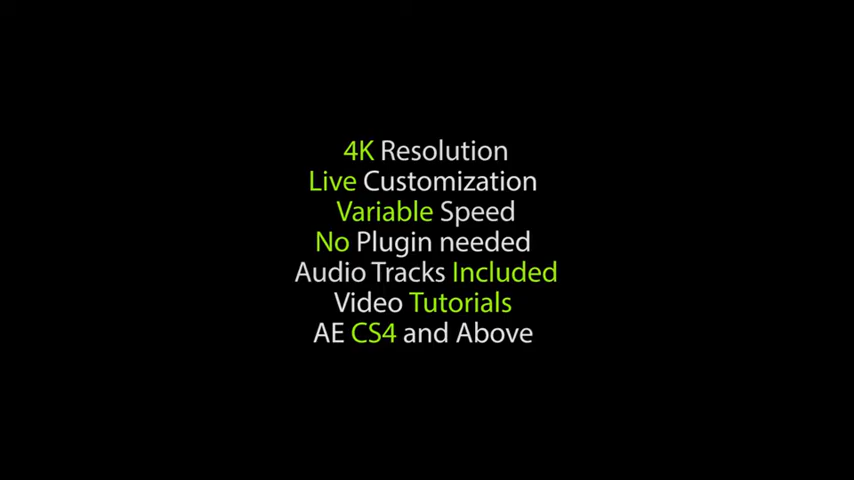 4K Resolution
Live Customization
Variable Speed
No Plugin needed
Audio Tracks Included
Video Tutorials
AE CS4 and Above